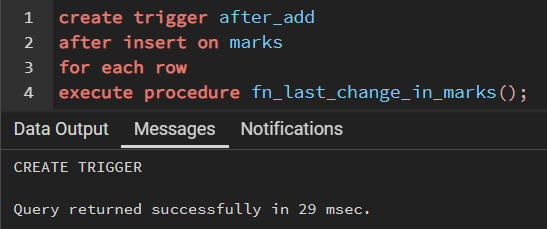 1 create trigger after_add
2 after insert on marks
3 for each row
4 execute procedure fn_last_change_in_marks();
Data Output Messages Notifications
CREATE TRIGGER
Query returned successfully in 29 msec.